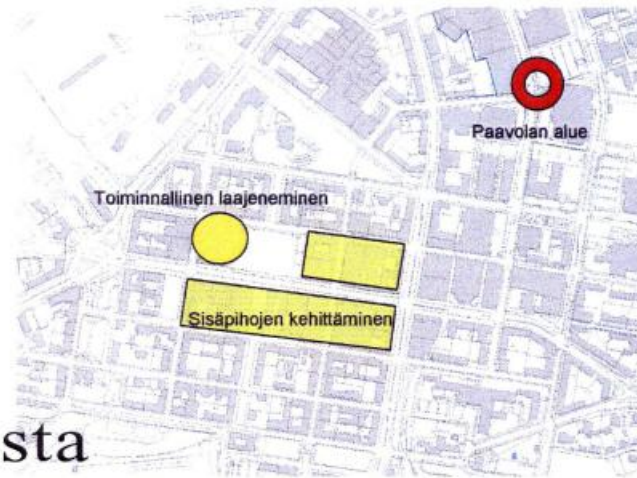 Paavolan alue
Toiminnallinen laajeneminen
Sisäpihojen kehittäminen
sta